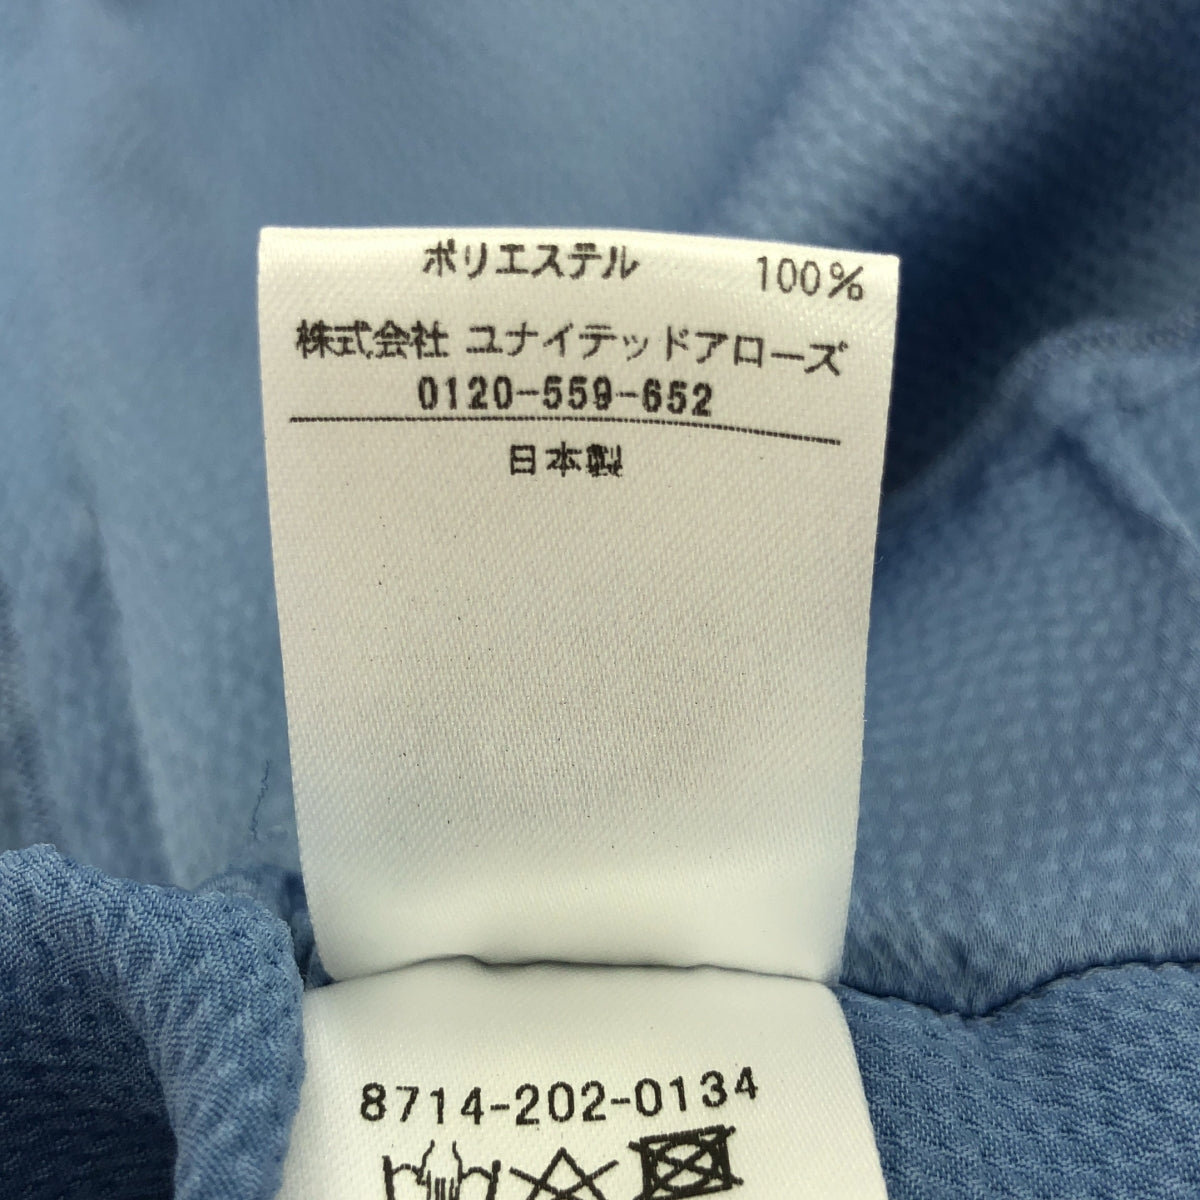 ポリエステル 100%
株式会社 ユナイテッドアローズ
0120-559-652
日本製
8714-202-0134